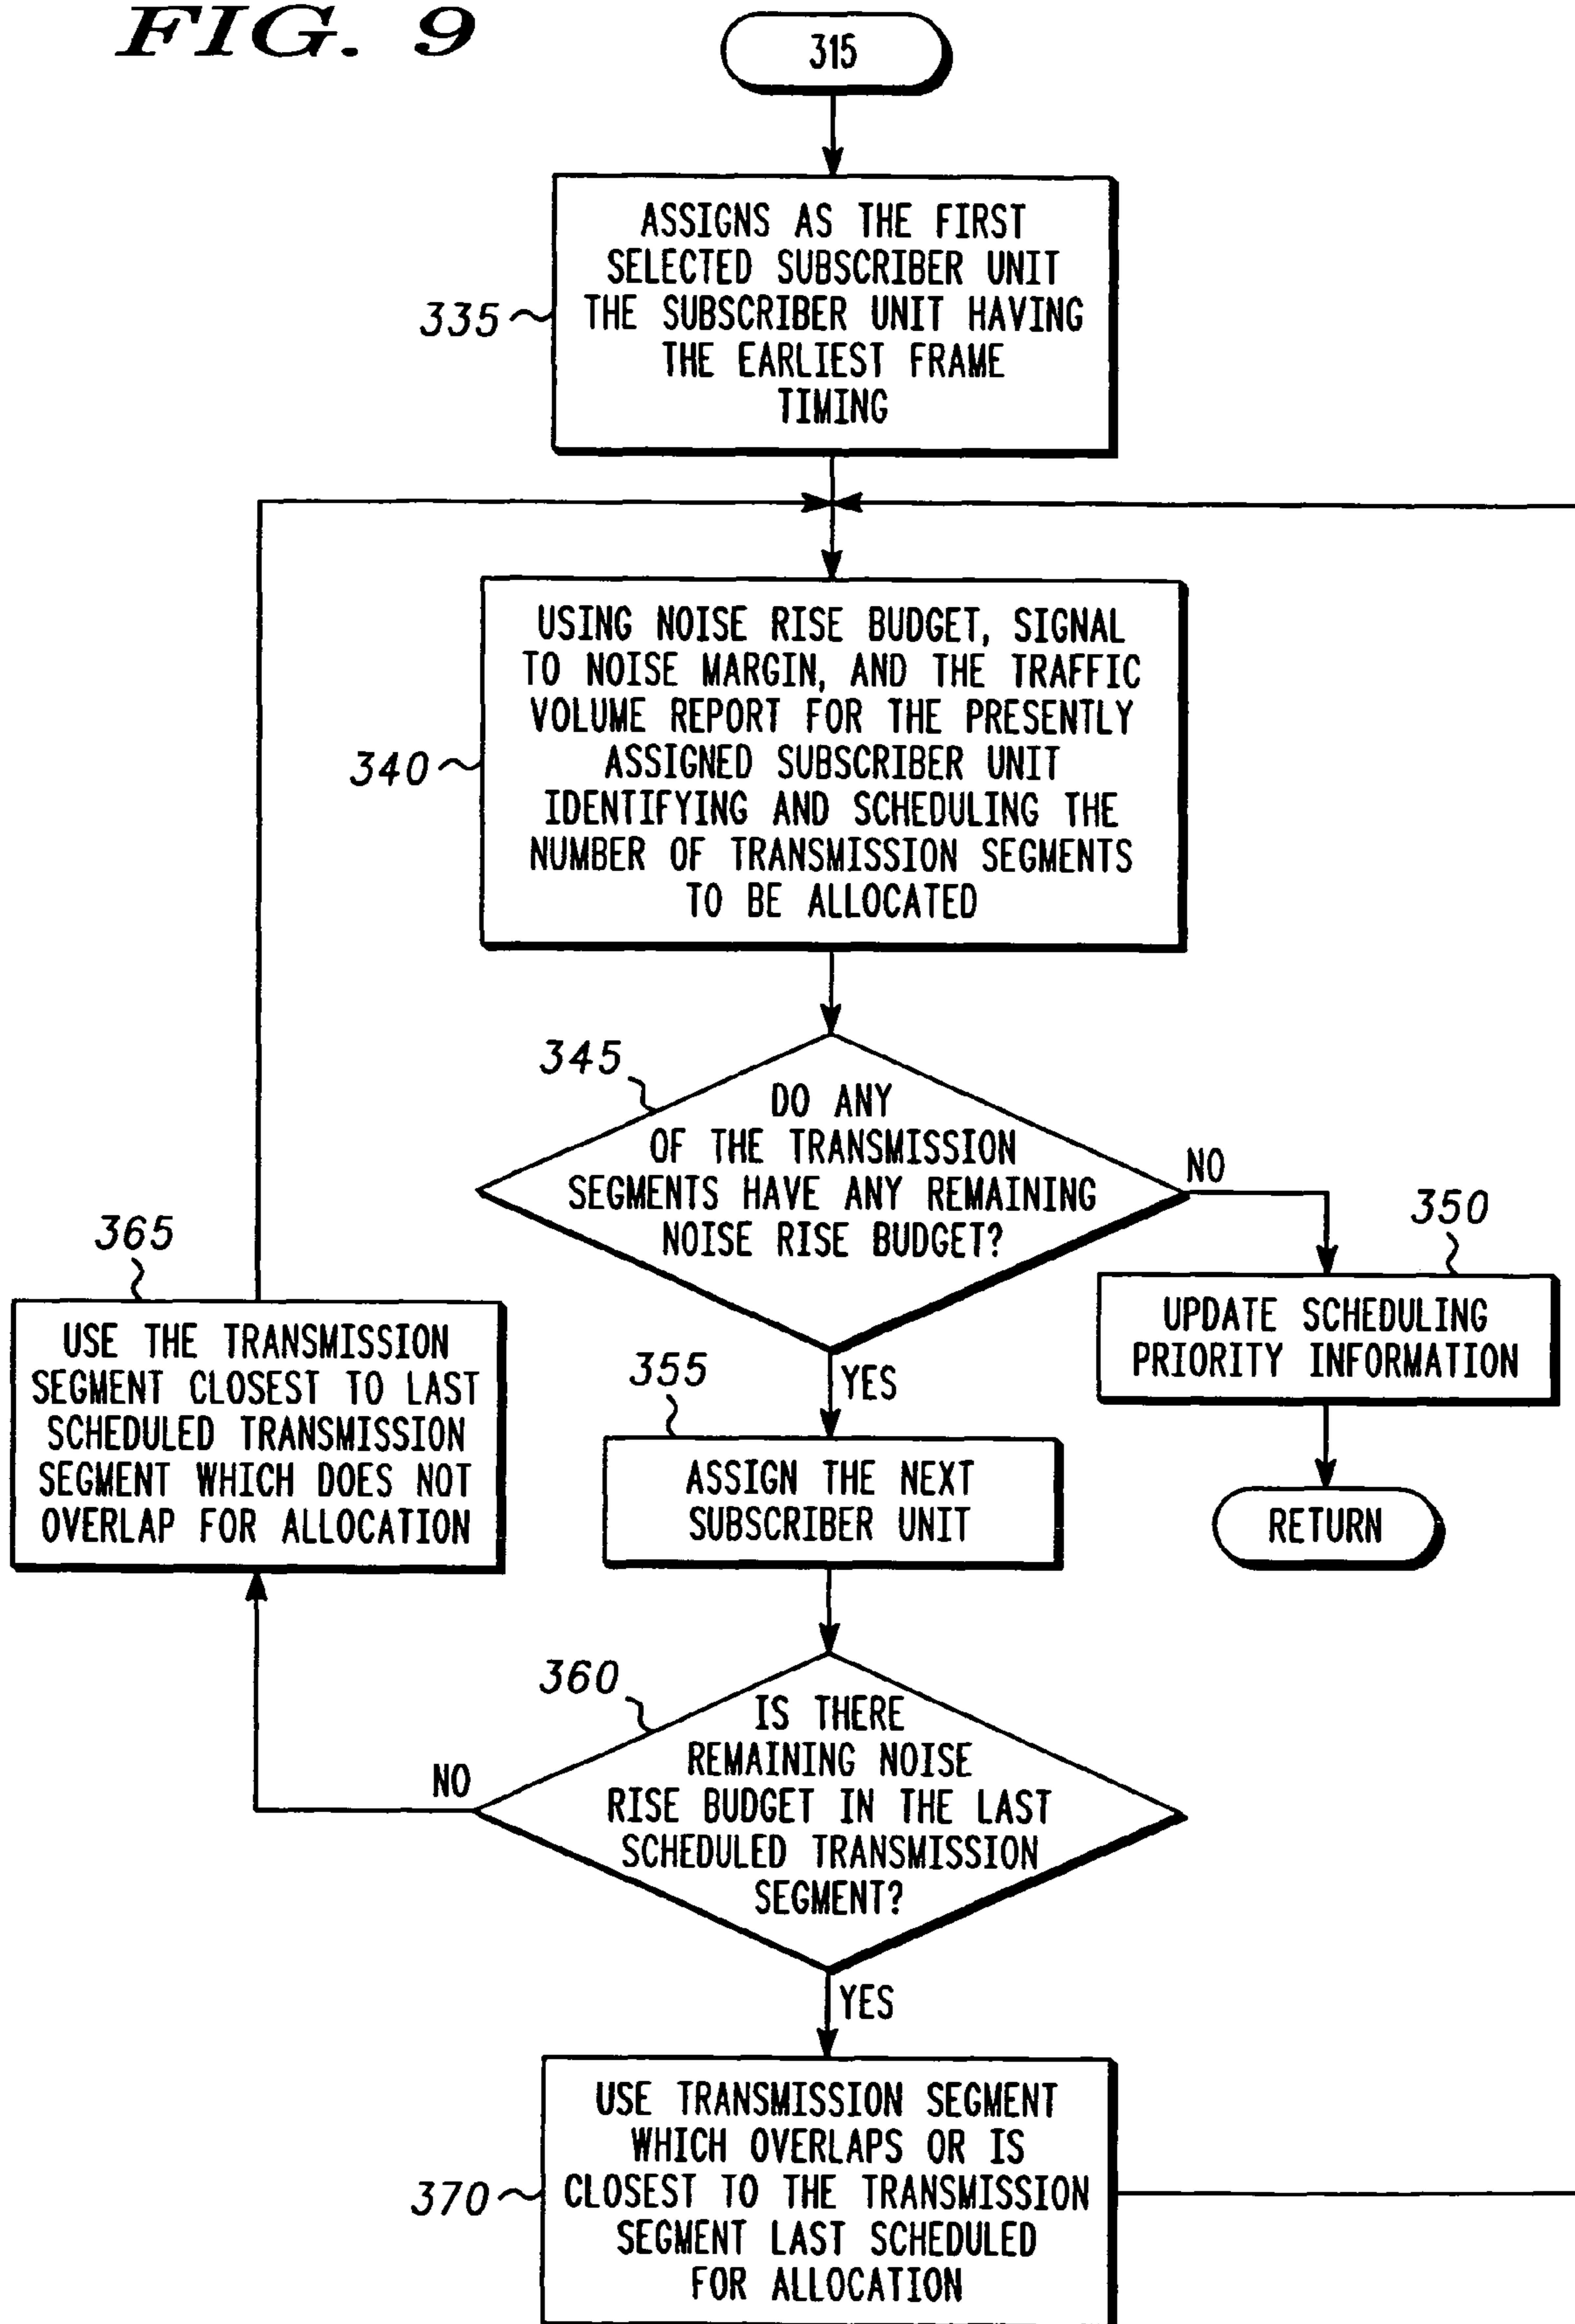 FIG. 9
315
ASSIGNS AS THE FIRST
SELECTED SUBSCRIBER UNIT
THE SUBSCRIBER UNIT HAVING
THE EARLIEST FRAME
TIMING
335
USING NOISE RISE BUDGET, SIGNAL
TO NOISE MARGIN, AND THE TRAFFIC
VOLUME REPORT FOR THE PRESENTLY
ASSIGNED SUBSCRIBER UNIT
IDENTIFYING AND SCHEDULING THE
NUMBER OF TRANSMISSION SEGMENTS
TO BE ALLOCATED
340
345
DO ANY
OF THE TRANSMISSION
SEGMENTS HAVE ANY REMAINING
NOISE RISE BUDGET?
NO
350
UPDATE SCHEDULING
PRIORITY INFORMATION
RETURN
YES
355
ASSIGN THE NEXT
SUBSCRIBER UNIT
365
USE THE TRANSMISSION
SEGMENT CLOSEST TO LAST
SCHEDULED TRANSMISSION
SEGMENT WHICH DOES NOT
OVERLAP FOR ALLOCATION
360
IS THERE
REMAINING NOISE
RISE BUDGET IN THE LAST
SCHEDULED TRANSMISSION
SEGMENT?
NO
YES
USE TRANSMISSION SEGMENT
WHICH OVERLAPS OR IS
CLOSEST TO THE TRANSMISSION
SEGMENT LAST SCHEDULED
FOR ALLOCATION
370